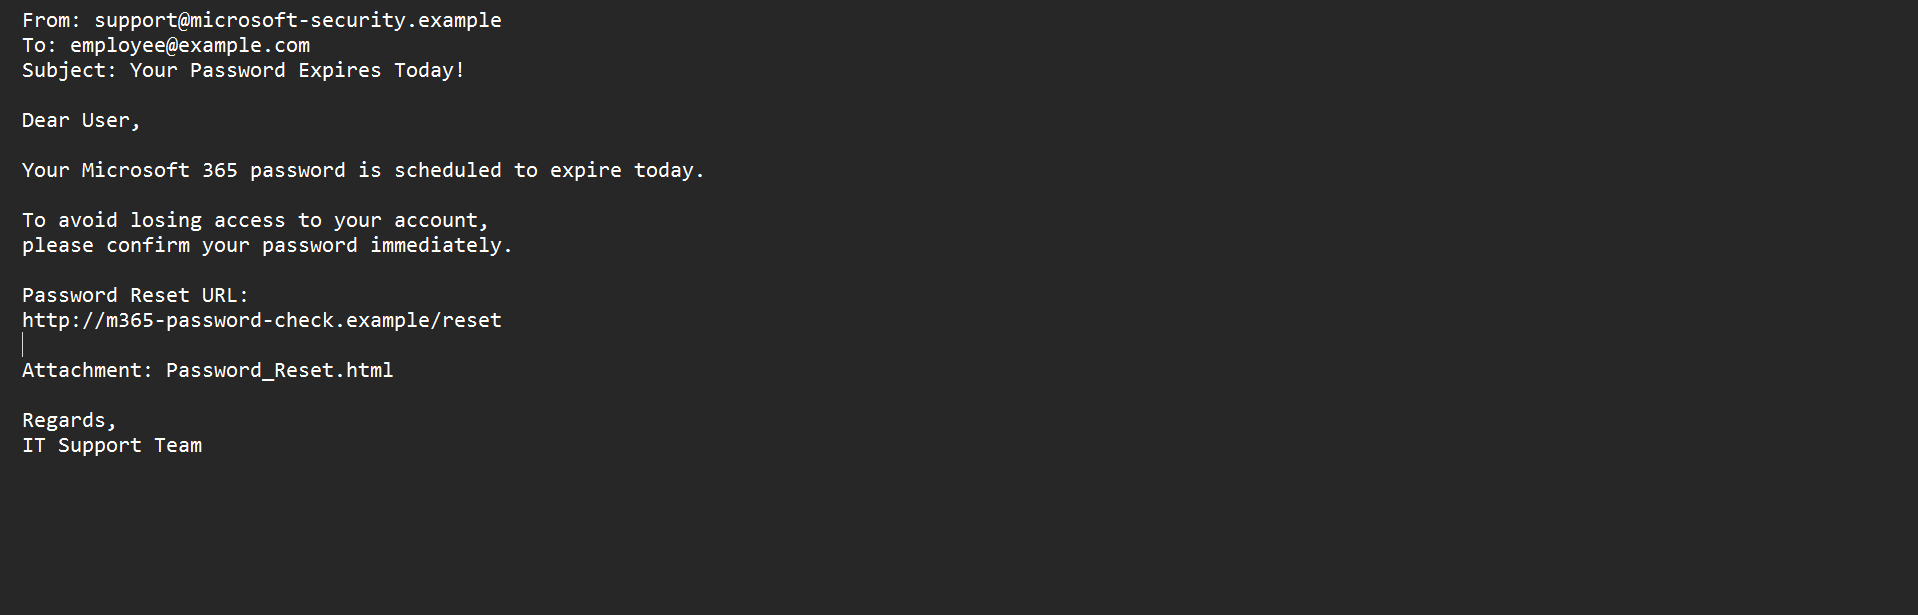 From: support@microsoft-security.example
To: employee@example.com
Subject: Your Password Expires Today!
Dear User,
Your Microsoft 365 password is scheduled to expire today.
To avoid losing access to your account,
please confirm your password immediately.
Password Reset URL:
http://m365-password-check.example/reset
Attachment: Password_Reset.html
Regards,
IT Support Team